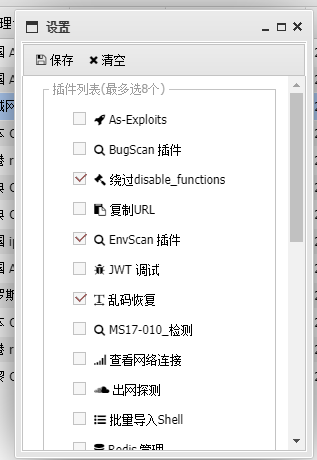 设置
保存 清空
插件列表(最多选8个)
As-Exploits
BugScan 插件
绕过disable_functions
复制URL
EnvScan 插件
JWT 调试
乱码恢复
MS17-010_检测
查看网络连接
出网探测
批量导入Shell
Redis 管理